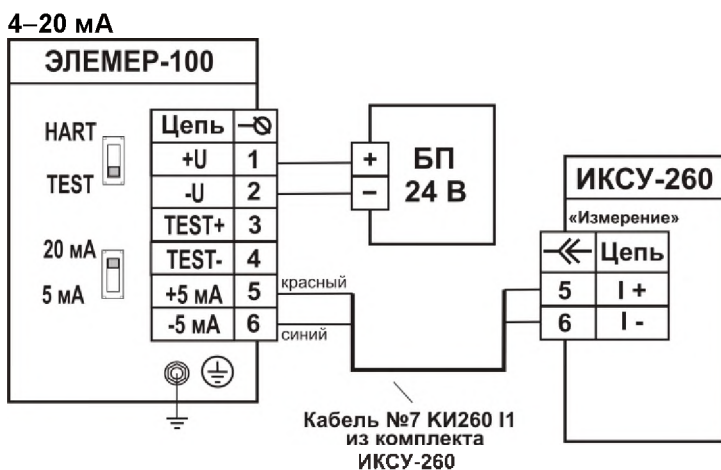 4–20 мА
ЭЛЕМЕР-100
HART
TEST
20 мА
5 мА
Цепь
+U 1
-U 2
TEST+ 3
TEST- 4
+5 мА 5
-5 мА 6
красный
синий
+
–
БП
24 В
ИКСУ-260
«Измерение»
Цепь
5 I +
6 I -
Кабель №7 КИ260 I1
из комплекта
ИКСУ-260